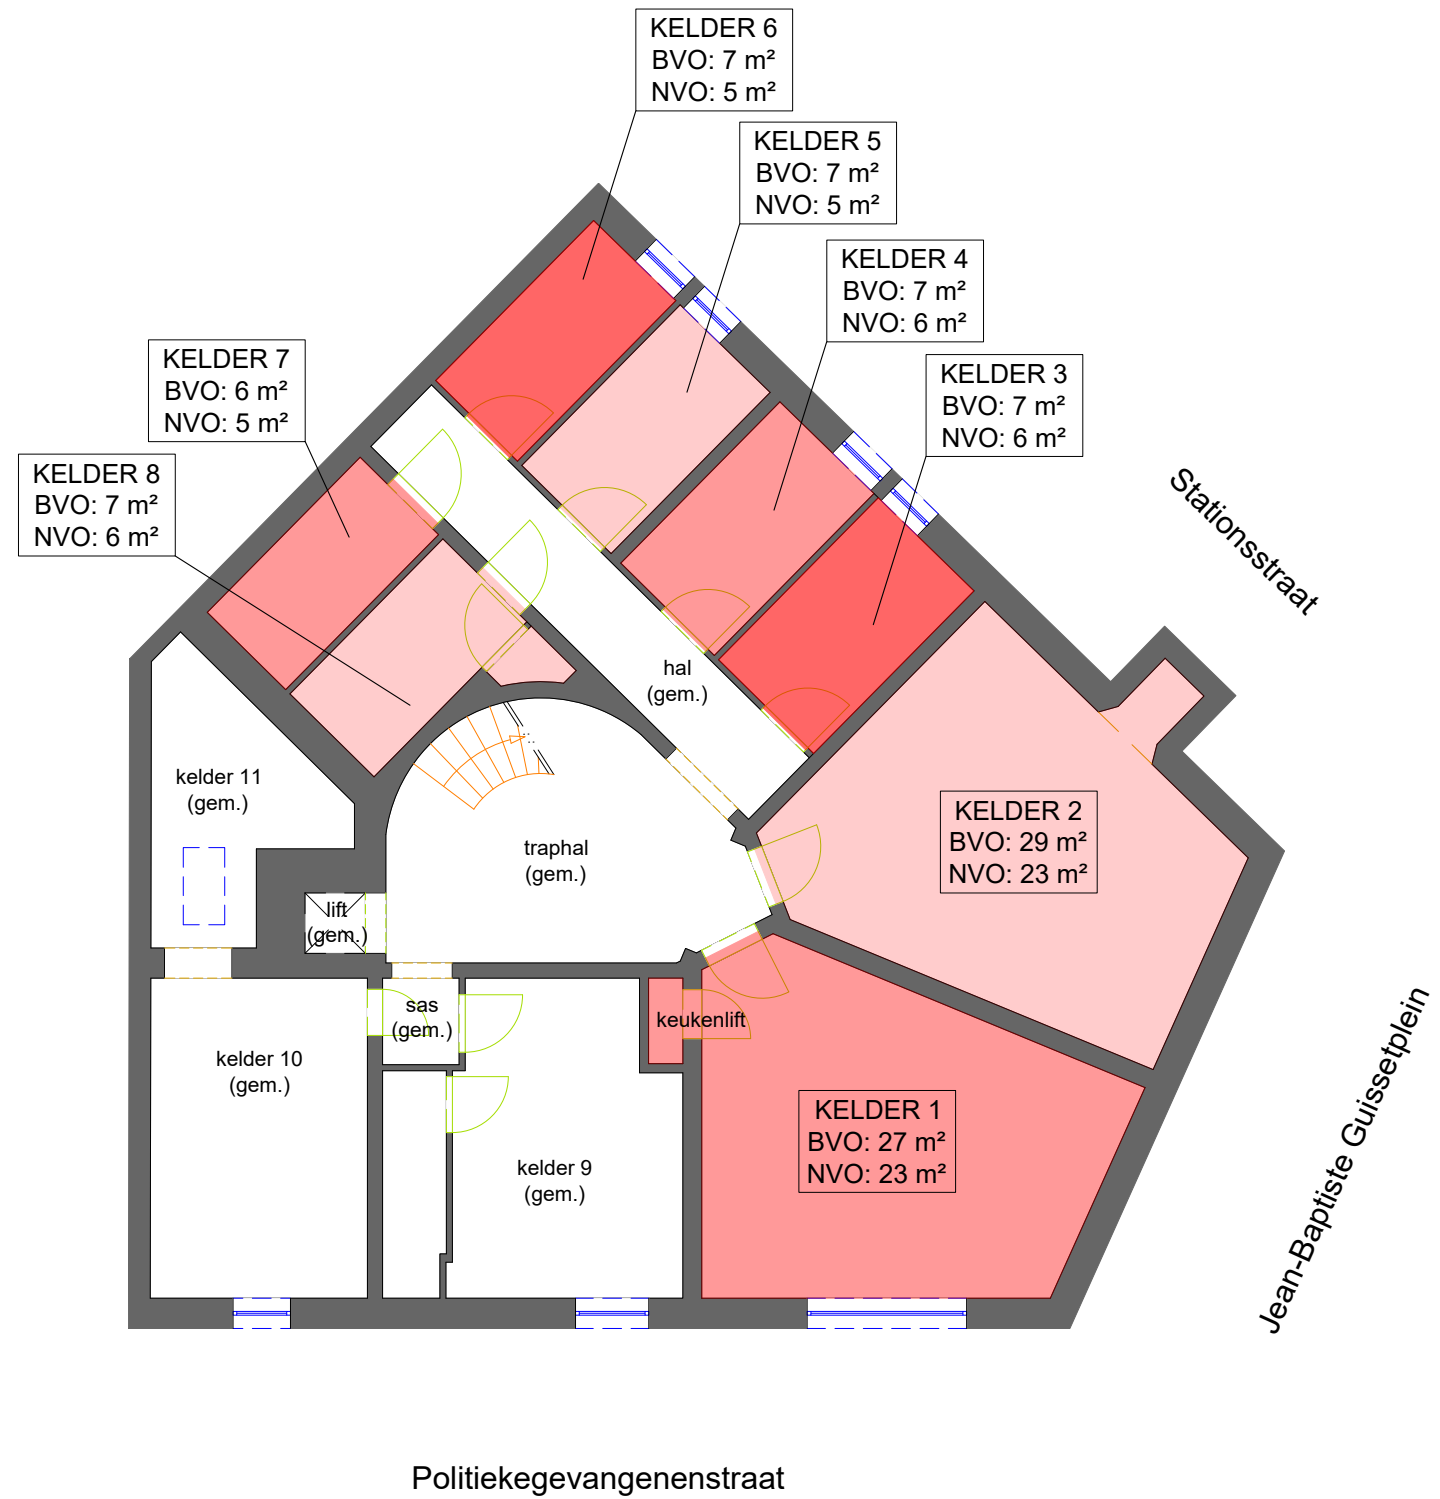 KELDER 6
BVO: 7 m²
NVO: 5 m²
KELDER 5
BVO: 7 m²
NVO: 5 m²
KELDER 4
BVO: 7 m²
NVO: 6 m²
KELDER 7
BVO: 6 m²
NVO: 5 m²
KELDER 3
BVO: 7 m²
NVO: 6 m²
KELDER 8
BVO: 7 m²
NVO: 6 m²
Stationsstraat
hal
(gem.)
kelder 11
(gem.)
traphal
(gem.)
KELDER 2
BVO: 29 m²
NVO: 23 m²
lift
(gem.)
sas
(gem.)
keukenlift
kelder 10
(gem.)
KELDER 1
BVO: 27 m²
NVO: 23 m²
kelder 9
(gem.)
Jean-Baptiste Guissetplein
Politiekegevangenenstraat